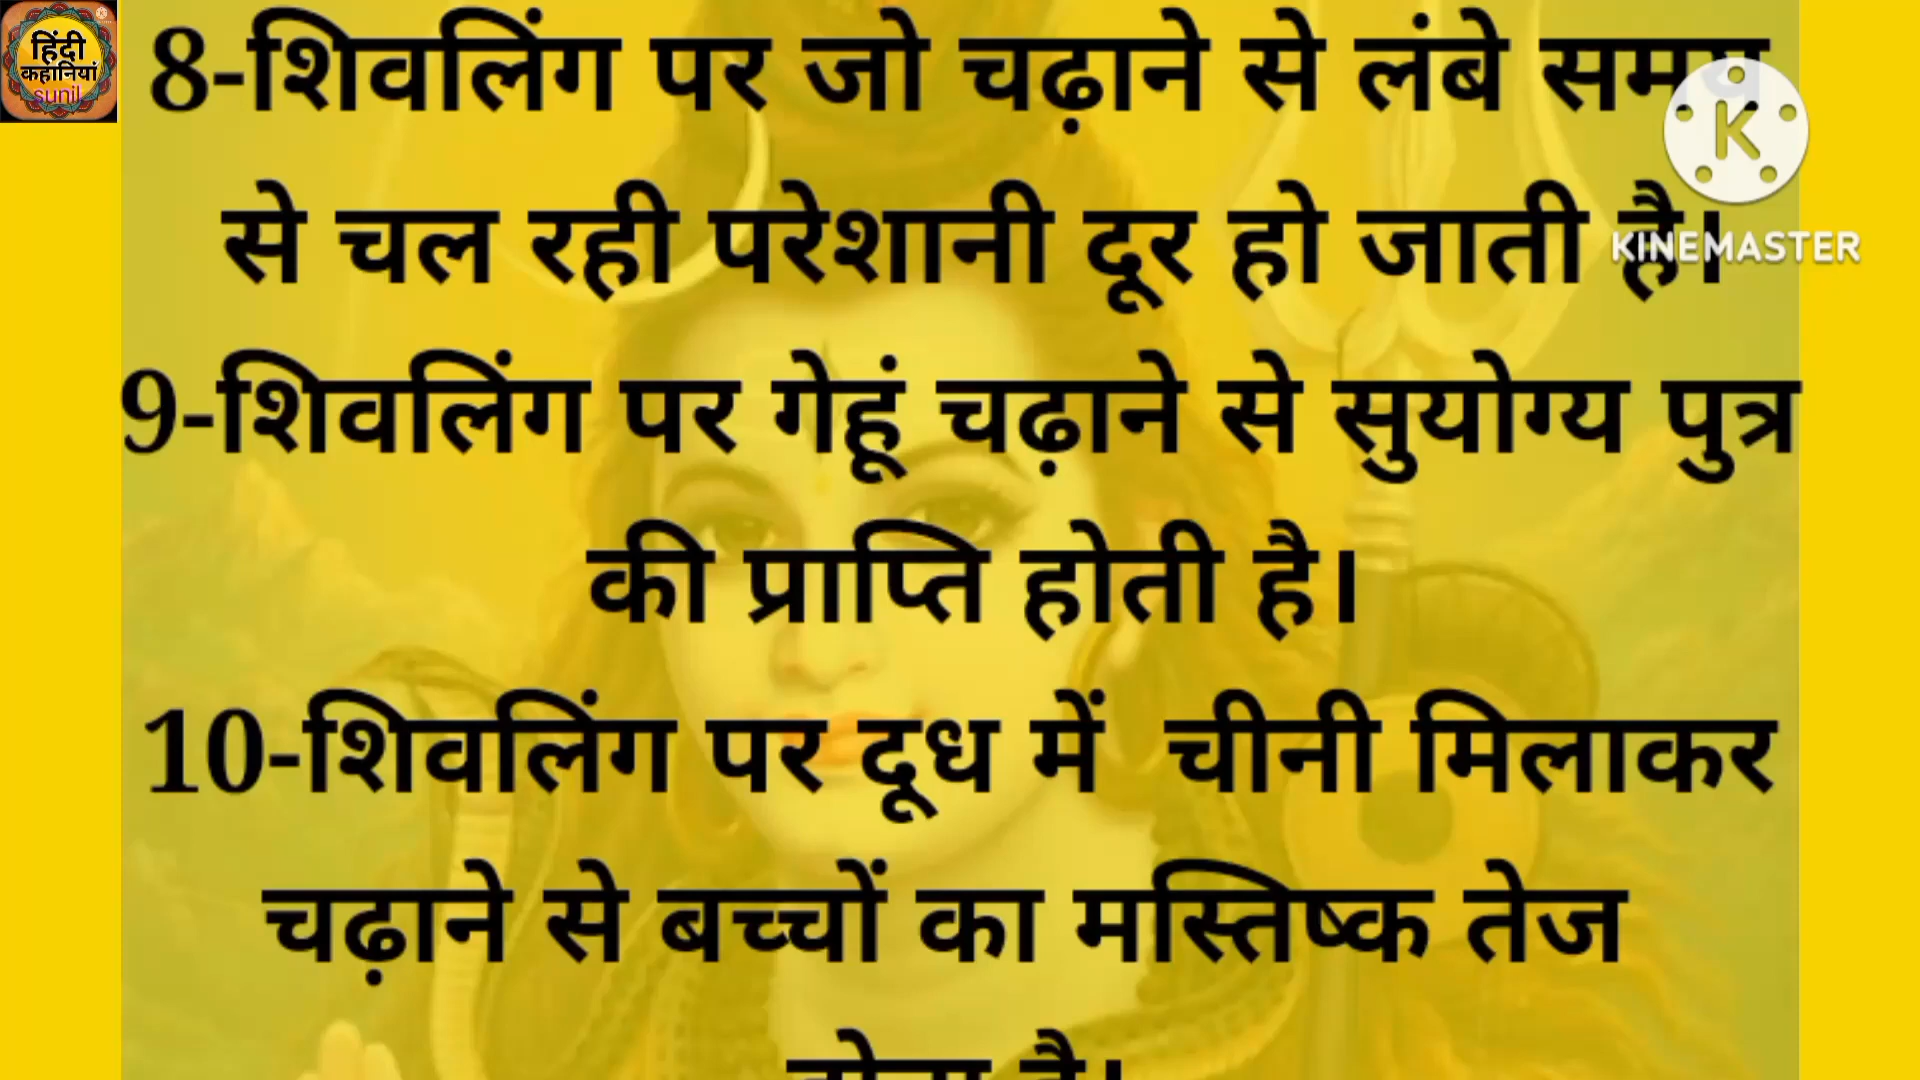 हिंदी
कहानियां
sunil
8-शिवलिंग पर जो चढ़ाने से लंबे समय
K
से चल रही परेशानी दूर हो जाती है।
KINEMASTER
9-शिवलिंग पर गेहूं चढ़ाने से सुयोग्य पुत्र
की प्राप्ति होती है।
10-शिवलिंग पर दूध में चीनी मिलाकर
चढ़ाने से बच्चों का मस्तिष्क तेज
है।